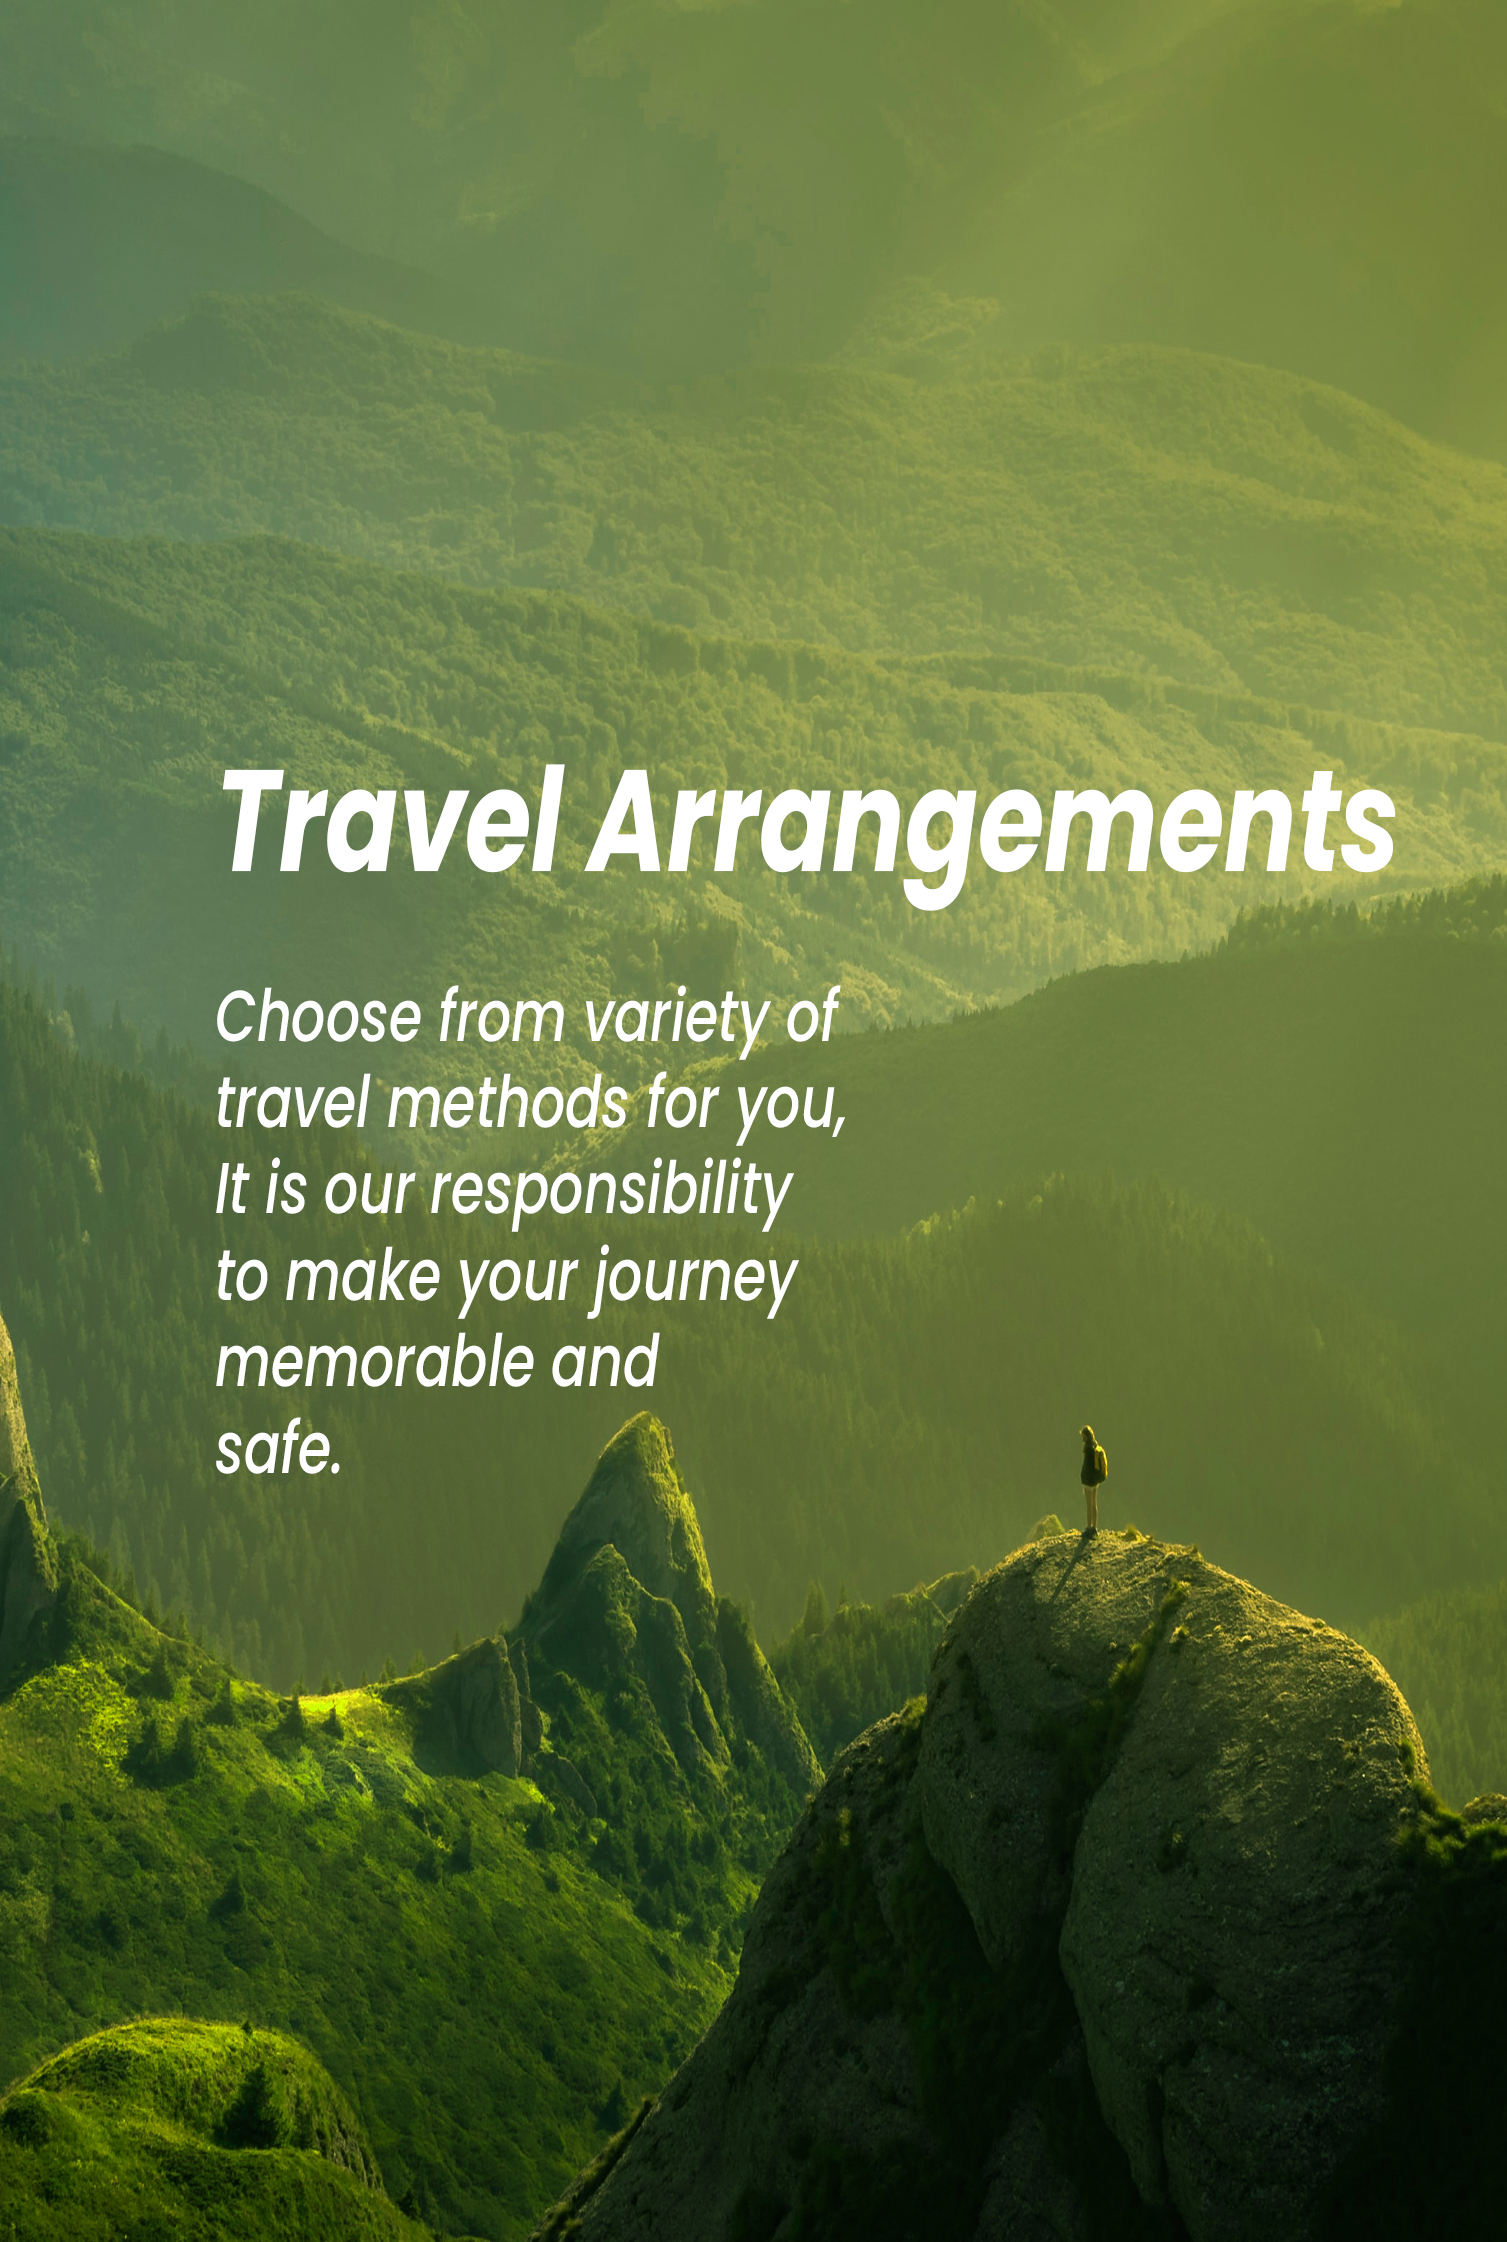 Travel Arrangements
Choose from variety of
travel methods for you,
It is our responsibility
to make your journey
memorable and
safe.